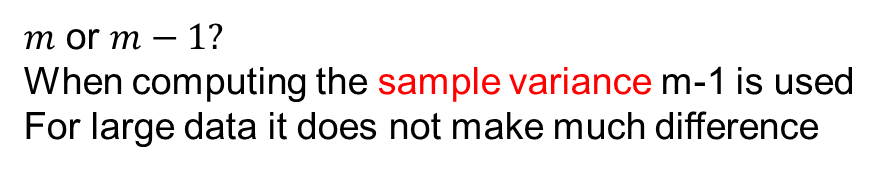 m or m − 1?
When computing the sample variance m-1 is used
For large data it does not make much difference